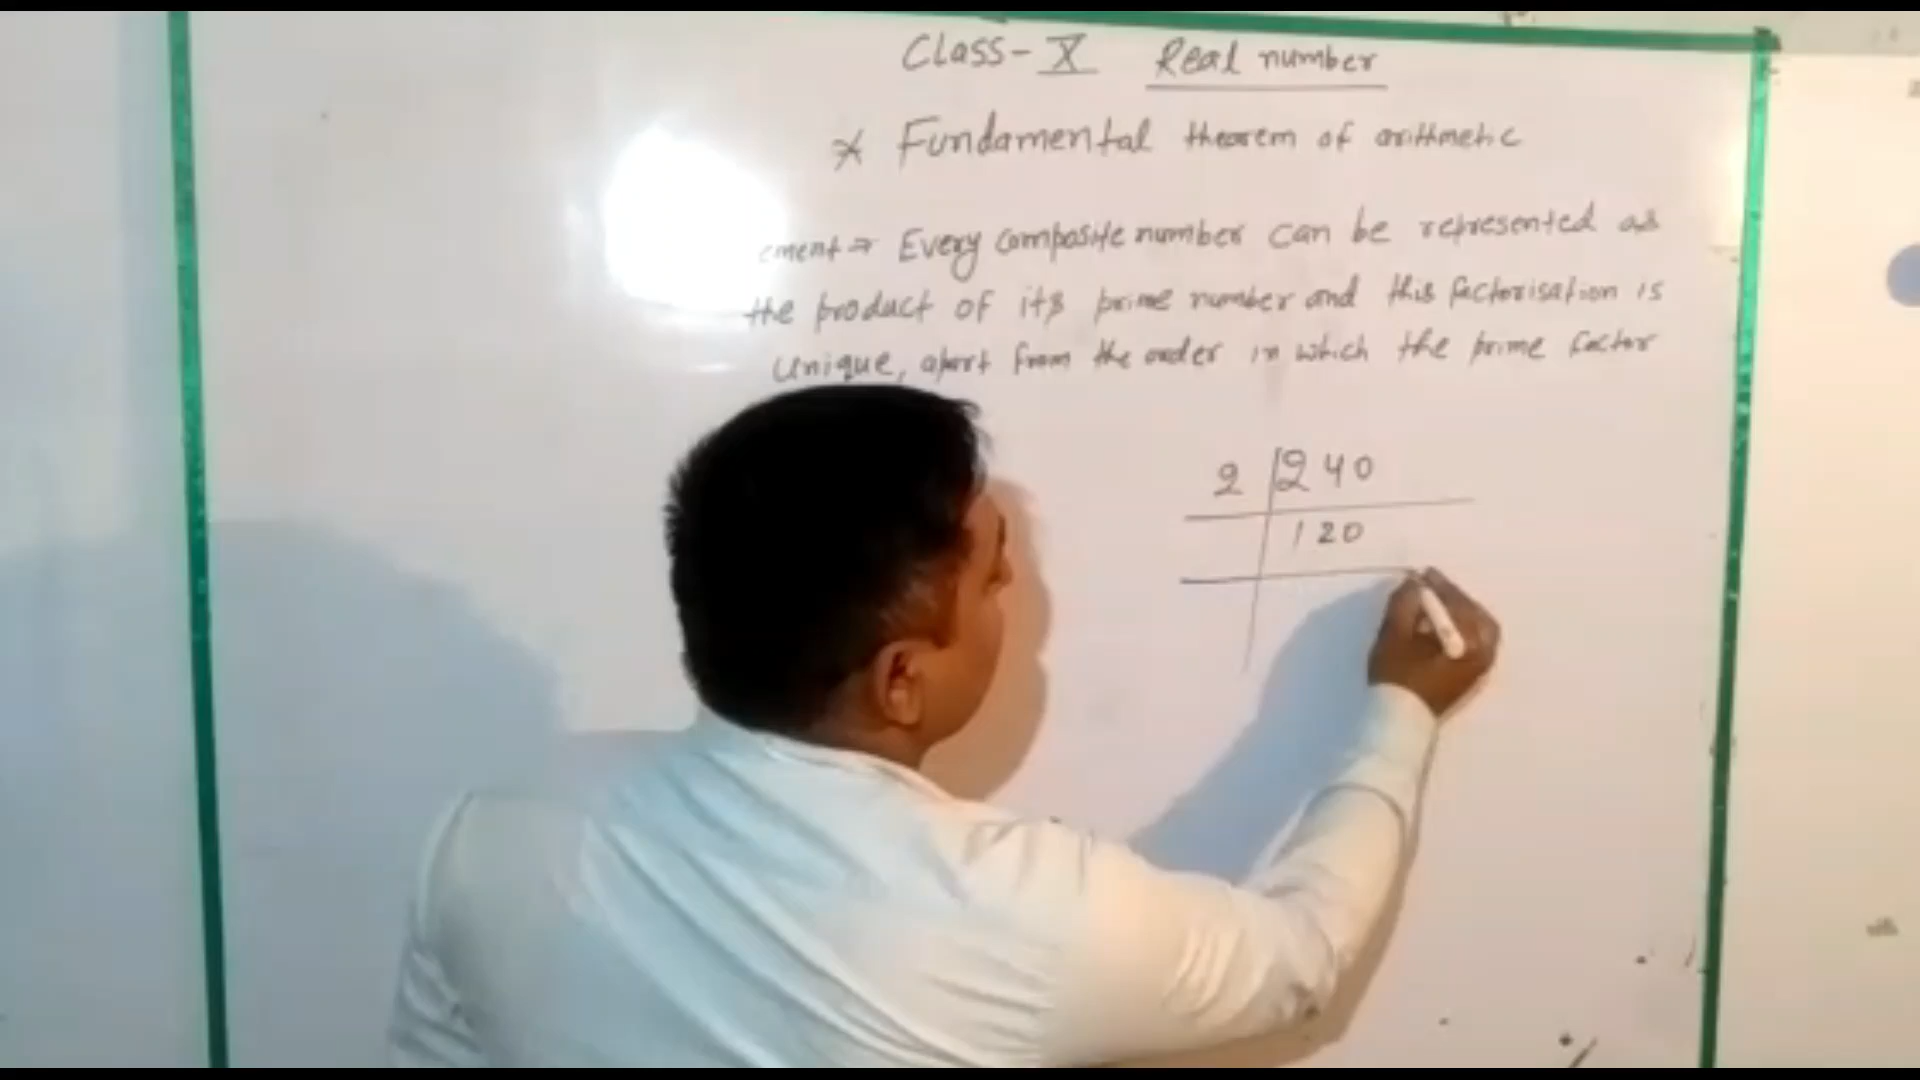 Class-X Real number
* Fundamental theorem of arithmetic
ement ⇒ Every composite number can be represented as
the product of its prime number and this factorisation is
unique, apart from the order in which the prime factor
2 | 240
120